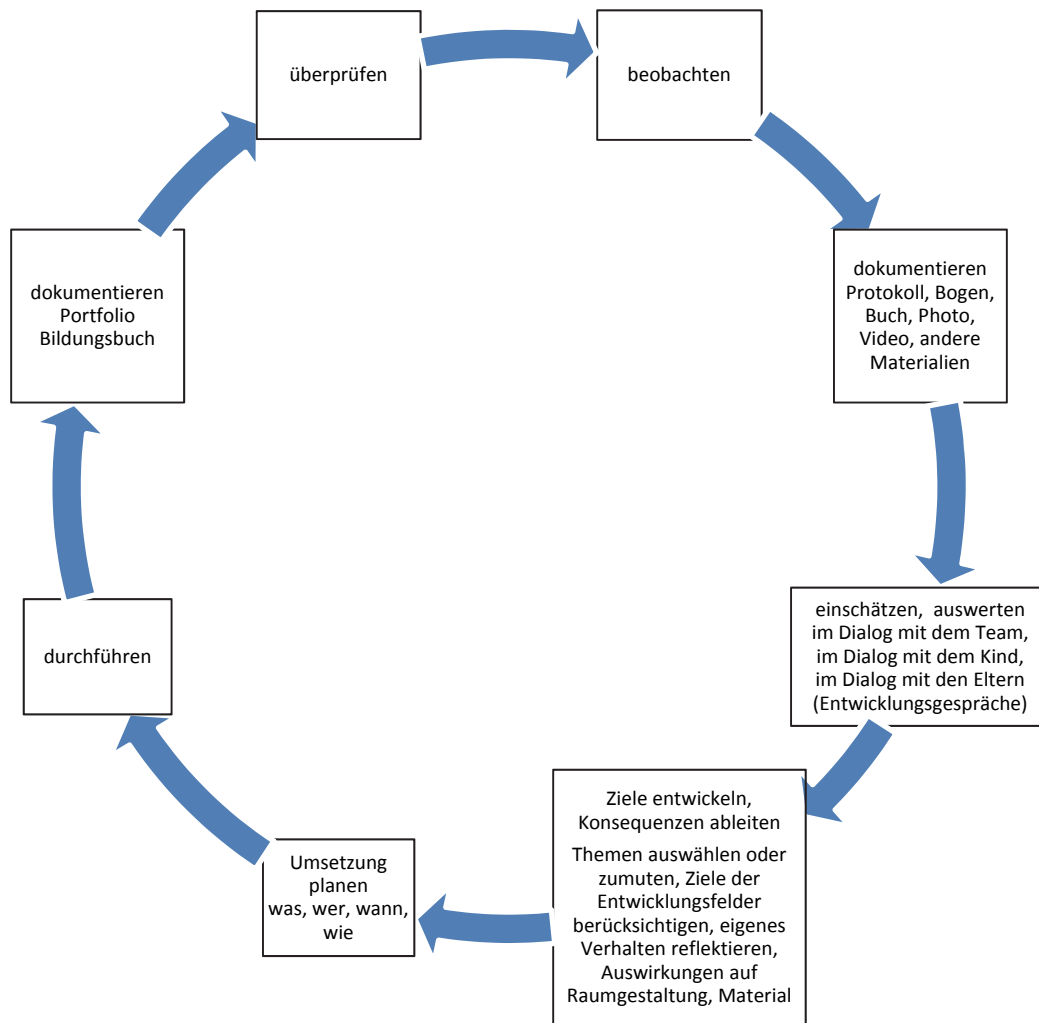 überprüfen
beobachten
dokumentieren
Protokoll, Bogen,
Buch, Photo,
Video, andere
Materialien
einschätzen, auswerten
im Dialog mit dem Team,
im Dialog mit dem Kind,
im Dialog mit den Eltern
(Entwicklungsgespräche)
Ziele entwickeln,
Konsequenzen ableiten
Themen auswählen oder
zumuten, Ziele der
Entwicklungsfelder
berücksichtigen, eigenes
Verhalten reflektieren,
Auswirkungen auf
Raumgestaltung, Material
Umsetzung
planen
was, wer, wann,
wie
durchführen
dokumentieren
Portfolio
Bildungsbuch